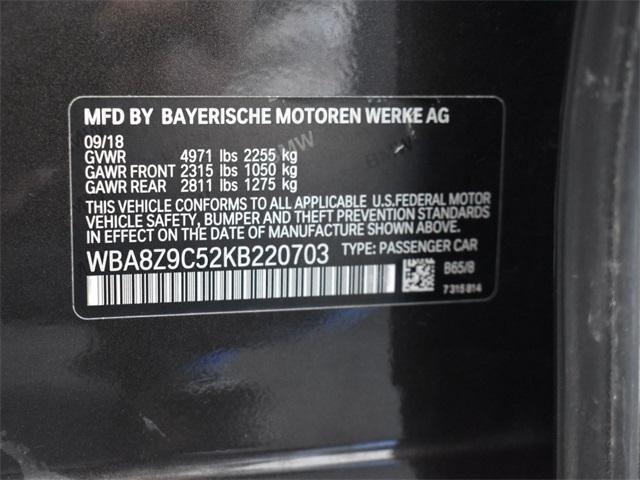 MFD BY BAYERISCHE MOTOREN WERKE AG
09/18
GVWR 4971 lbs 2255 kg
GAWR FRONT 2315 lbs 1050 kg
GAWR REAR 2811 lbs 1275 kg
THIS VEHICLE CONFORMS TO ALL APPLICABLE U.S.FEDERAL MOTOR
VEHICLE SAFETY, BUMPER AND THEFT PREVENTION STANDARDS
IN EFFECT ON THE DATE OF MANUFACTURE SHOWN ABOVE.
WBA8Z9C52KB220703 TYPE: PASSENGER CAR
B65/8
7 315 814
BMW
BMW